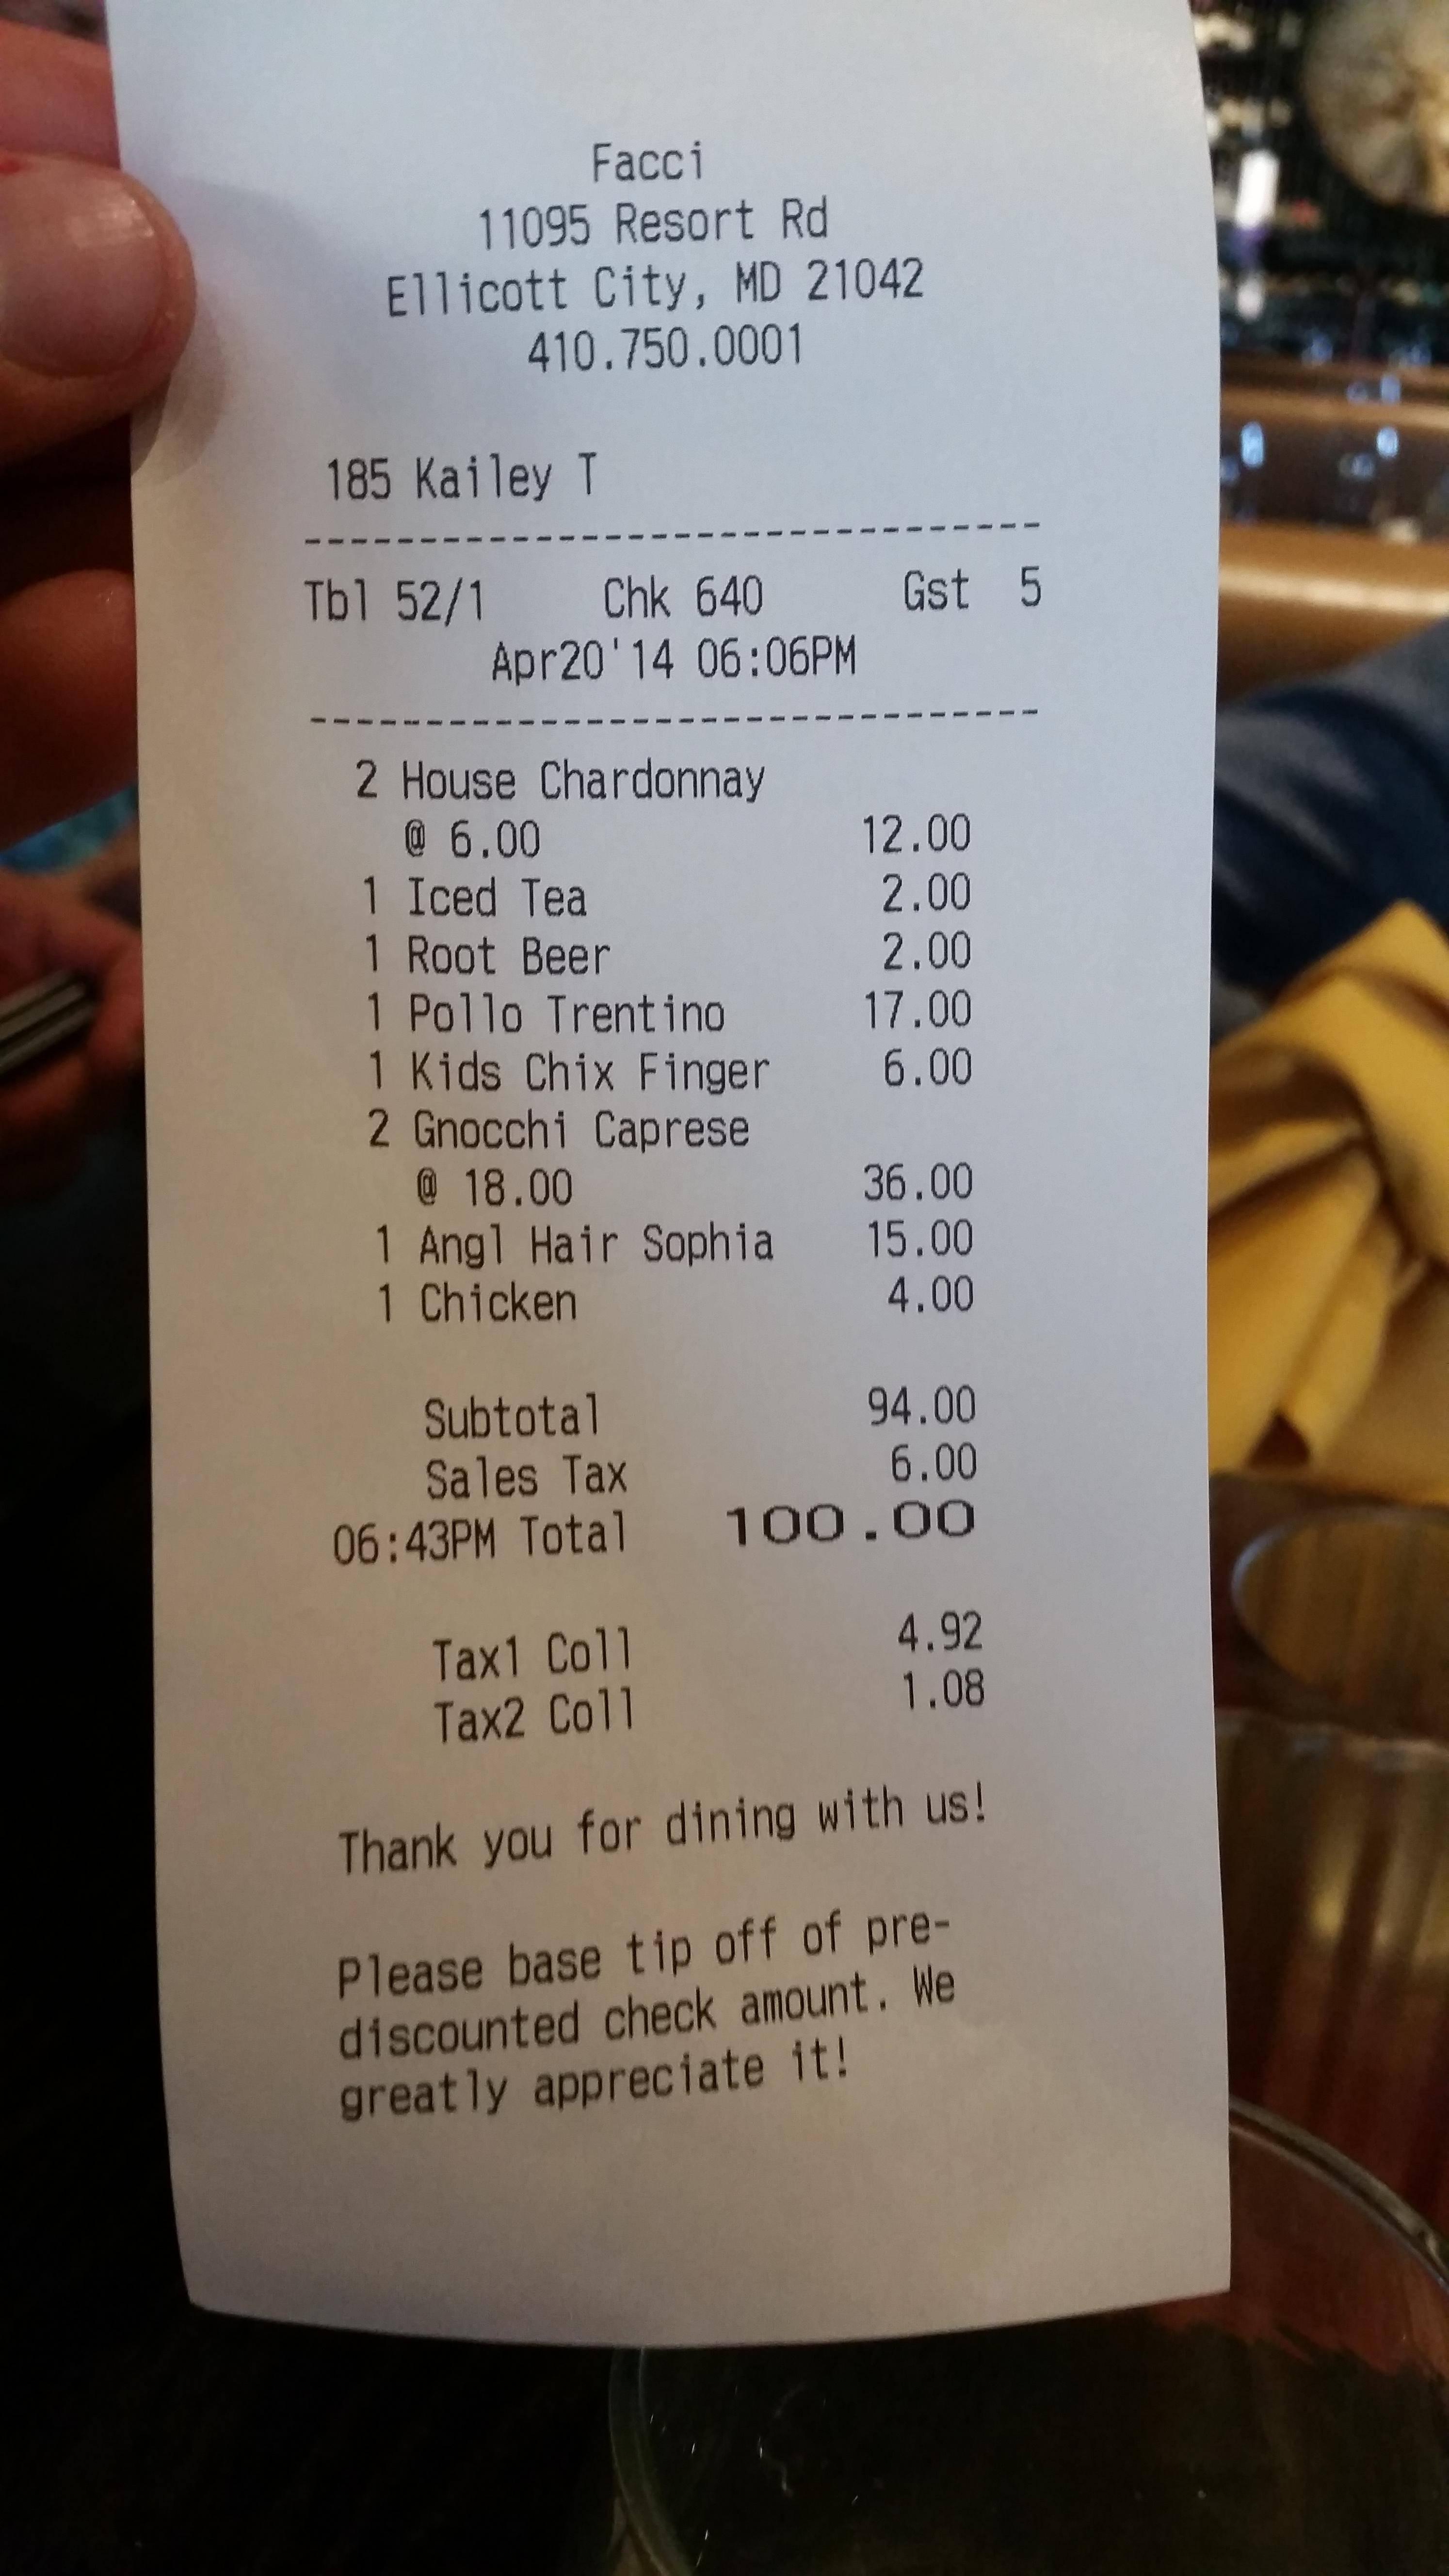 Facci
11095 Resort Rd
Ellicott City, MD 21042
410.750.0001
185 Kailey T
--------------------------------
Tbl 52/1 Chk 640 Gst 5
Apr20'14 06:06PM
--------------------------------
2 House Chardonnay
@ 6.00 12.00
1 Iced Tea 2.00
1 Root Beer 2.00
1 Pollo Trentino 17.00
1 Kids Chix Finger 6.00
2 Gnocchi Caprese
@ 18.00 36.00
1 Angl Hair Sophia 15.00
1 Chicken 4.00
Subtotal 94.00
Sales Tax 6.00
06:43PM Total 100.00
Tax1 Coll 4.92
Tax2 Coll 1.08
Thank you for dining with us!
Please base tip off of pre-
discounted check amount. We
greatly appreciate it!